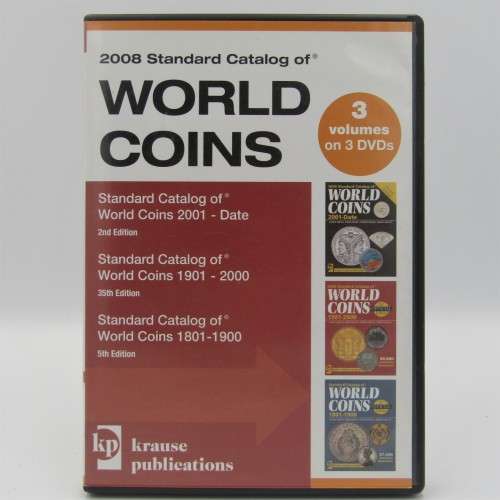 2008 Standard Catalog of®
WORLD
COINS
3
volumes
on 3 DVDs
Standard Catalog of®
World Coins 2001 - Date
2nd Edition
Standard Catalog of®
World Coins 1901 - 2000
35th Edition
Standard Catalog of®
World Coins 1801-1900
5th Edition
WORLD
COINS
2001-Date
WORLD
COINS
1901-2000
WORLD
COINS
1801-1900
kp
krause
publications